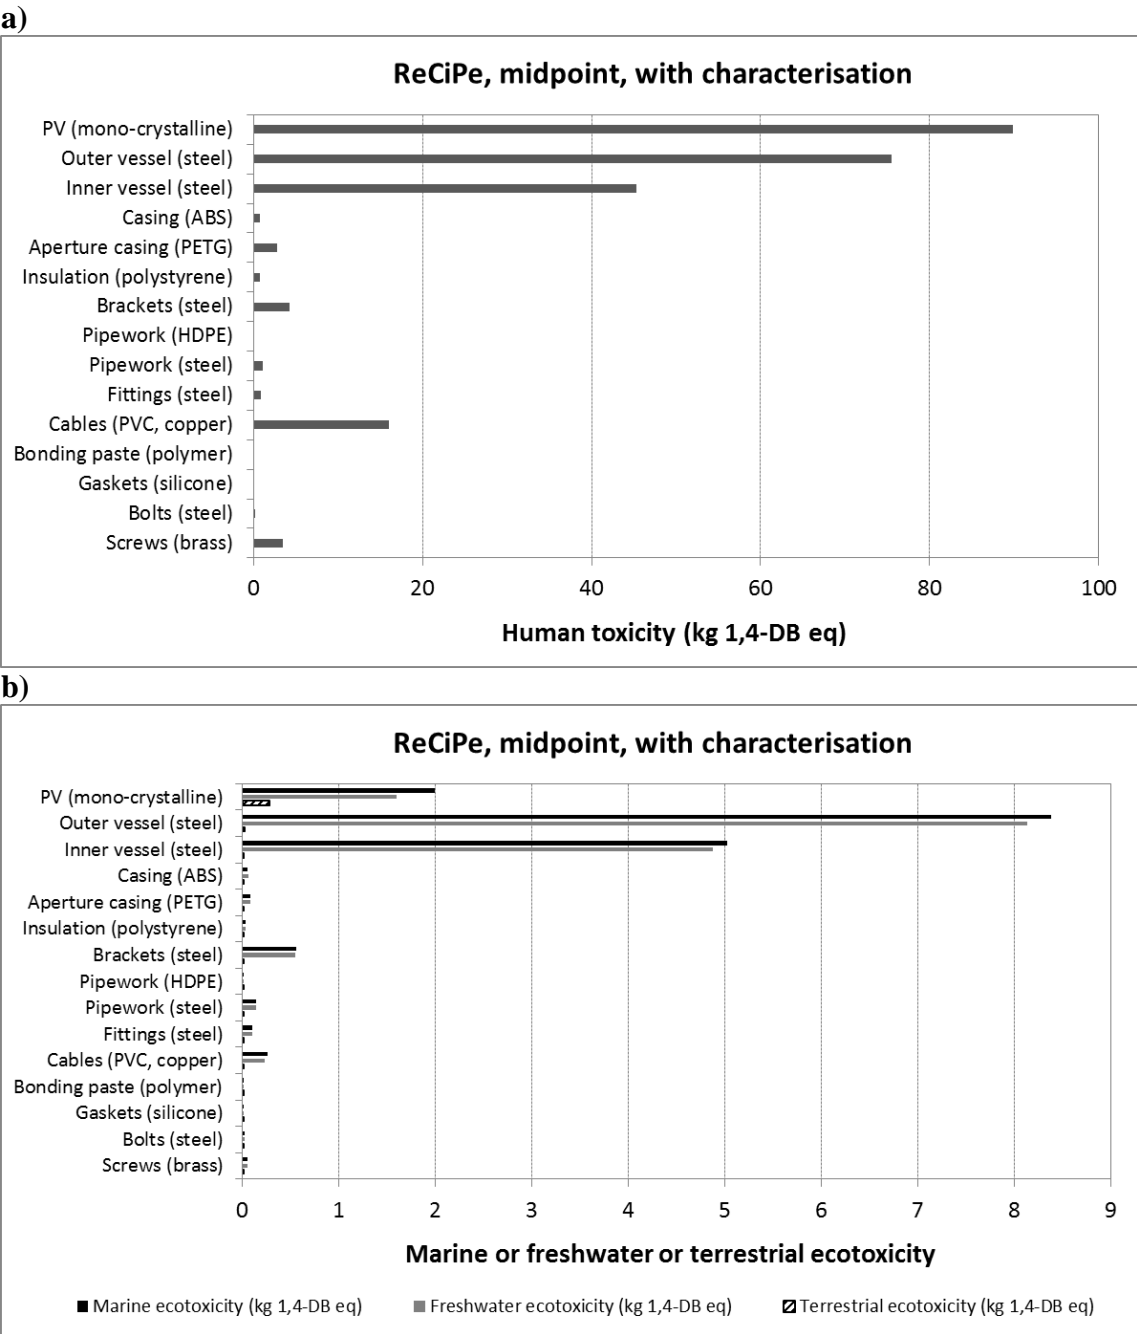 a)
ReCiPe, midpoint, with characterisation
PV (mono-crystalline)
Outer vessel (steel)
Inner vessel (steel)
Casing (ABS)
Aperture casing (PETG)
Insulation (polystyrene)
Brackets (steel)
Pipework (HDPE)
Pipework (steel)
Fittings (steel)
Cables (PVC, copper)
Bonding paste (polymer)
Gaskets (silicone)
Bolts (steel)
Screws (brass)
0 20 40 60 80 100
Human toxicity (kg 1,4-DB eq)
b)
ReCiPe, midpoint, with characterisation
PV (mono-crystalline)
Outer vessel (steel)
Inner vessel (steel)
Casing (ABS)
Aperture casing (PETG)
Insulation (polystyrene)
Brackets (steel)
Pipework (HDPE)
Pipework (steel)
Fittings (steel)
Cables (PVC, copper)
Bonding paste (polymer)
Gaskets (silicone)
Bolts (steel)
Screws (brass)
0 1 2 3 4 5 6 7 8 9
Marine or freshwater or terrestrial ecotoxicity
Marine ecotoxicity (kg 1,4-DB eq) Freshwater ecotoxicity (kg 1,4-DB eq) Terrestrial ecotoxicity (kg 1,4-DB eq)